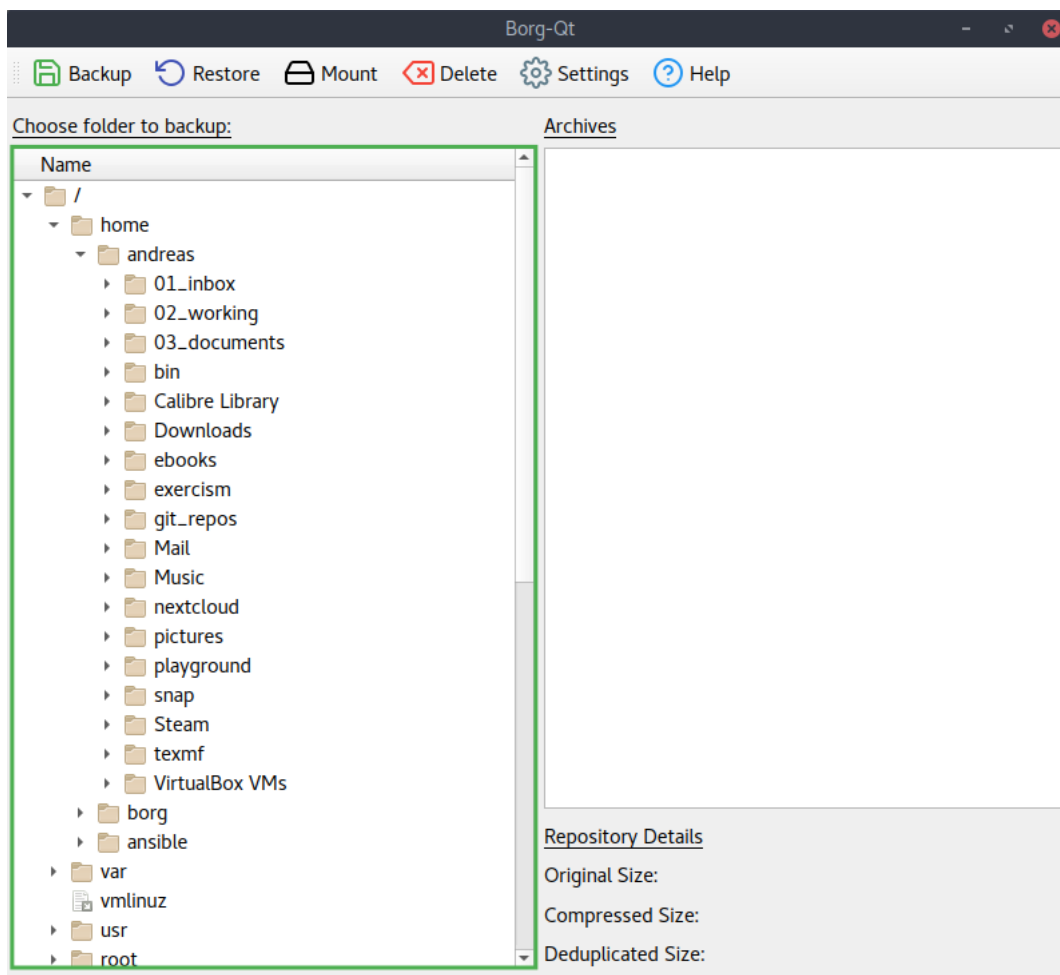 Borg-Qt
Backup Restore Mount Delete Settings Help
Choose folder to backup:
Name
/
home
andreas
01_inbox
02_working
03_documents
bin
Calibre Library
Downloads
ebooks
exercism
git_repos
Mail
Music
nextcloud
pictures
playground
snap
Steam
texmf
VirtualBox VMs
borg
ansible
var
vmlinuz
usr
root
Archives
Repository Details
Original Size:
Compressed Size:
Deduplicated Size: